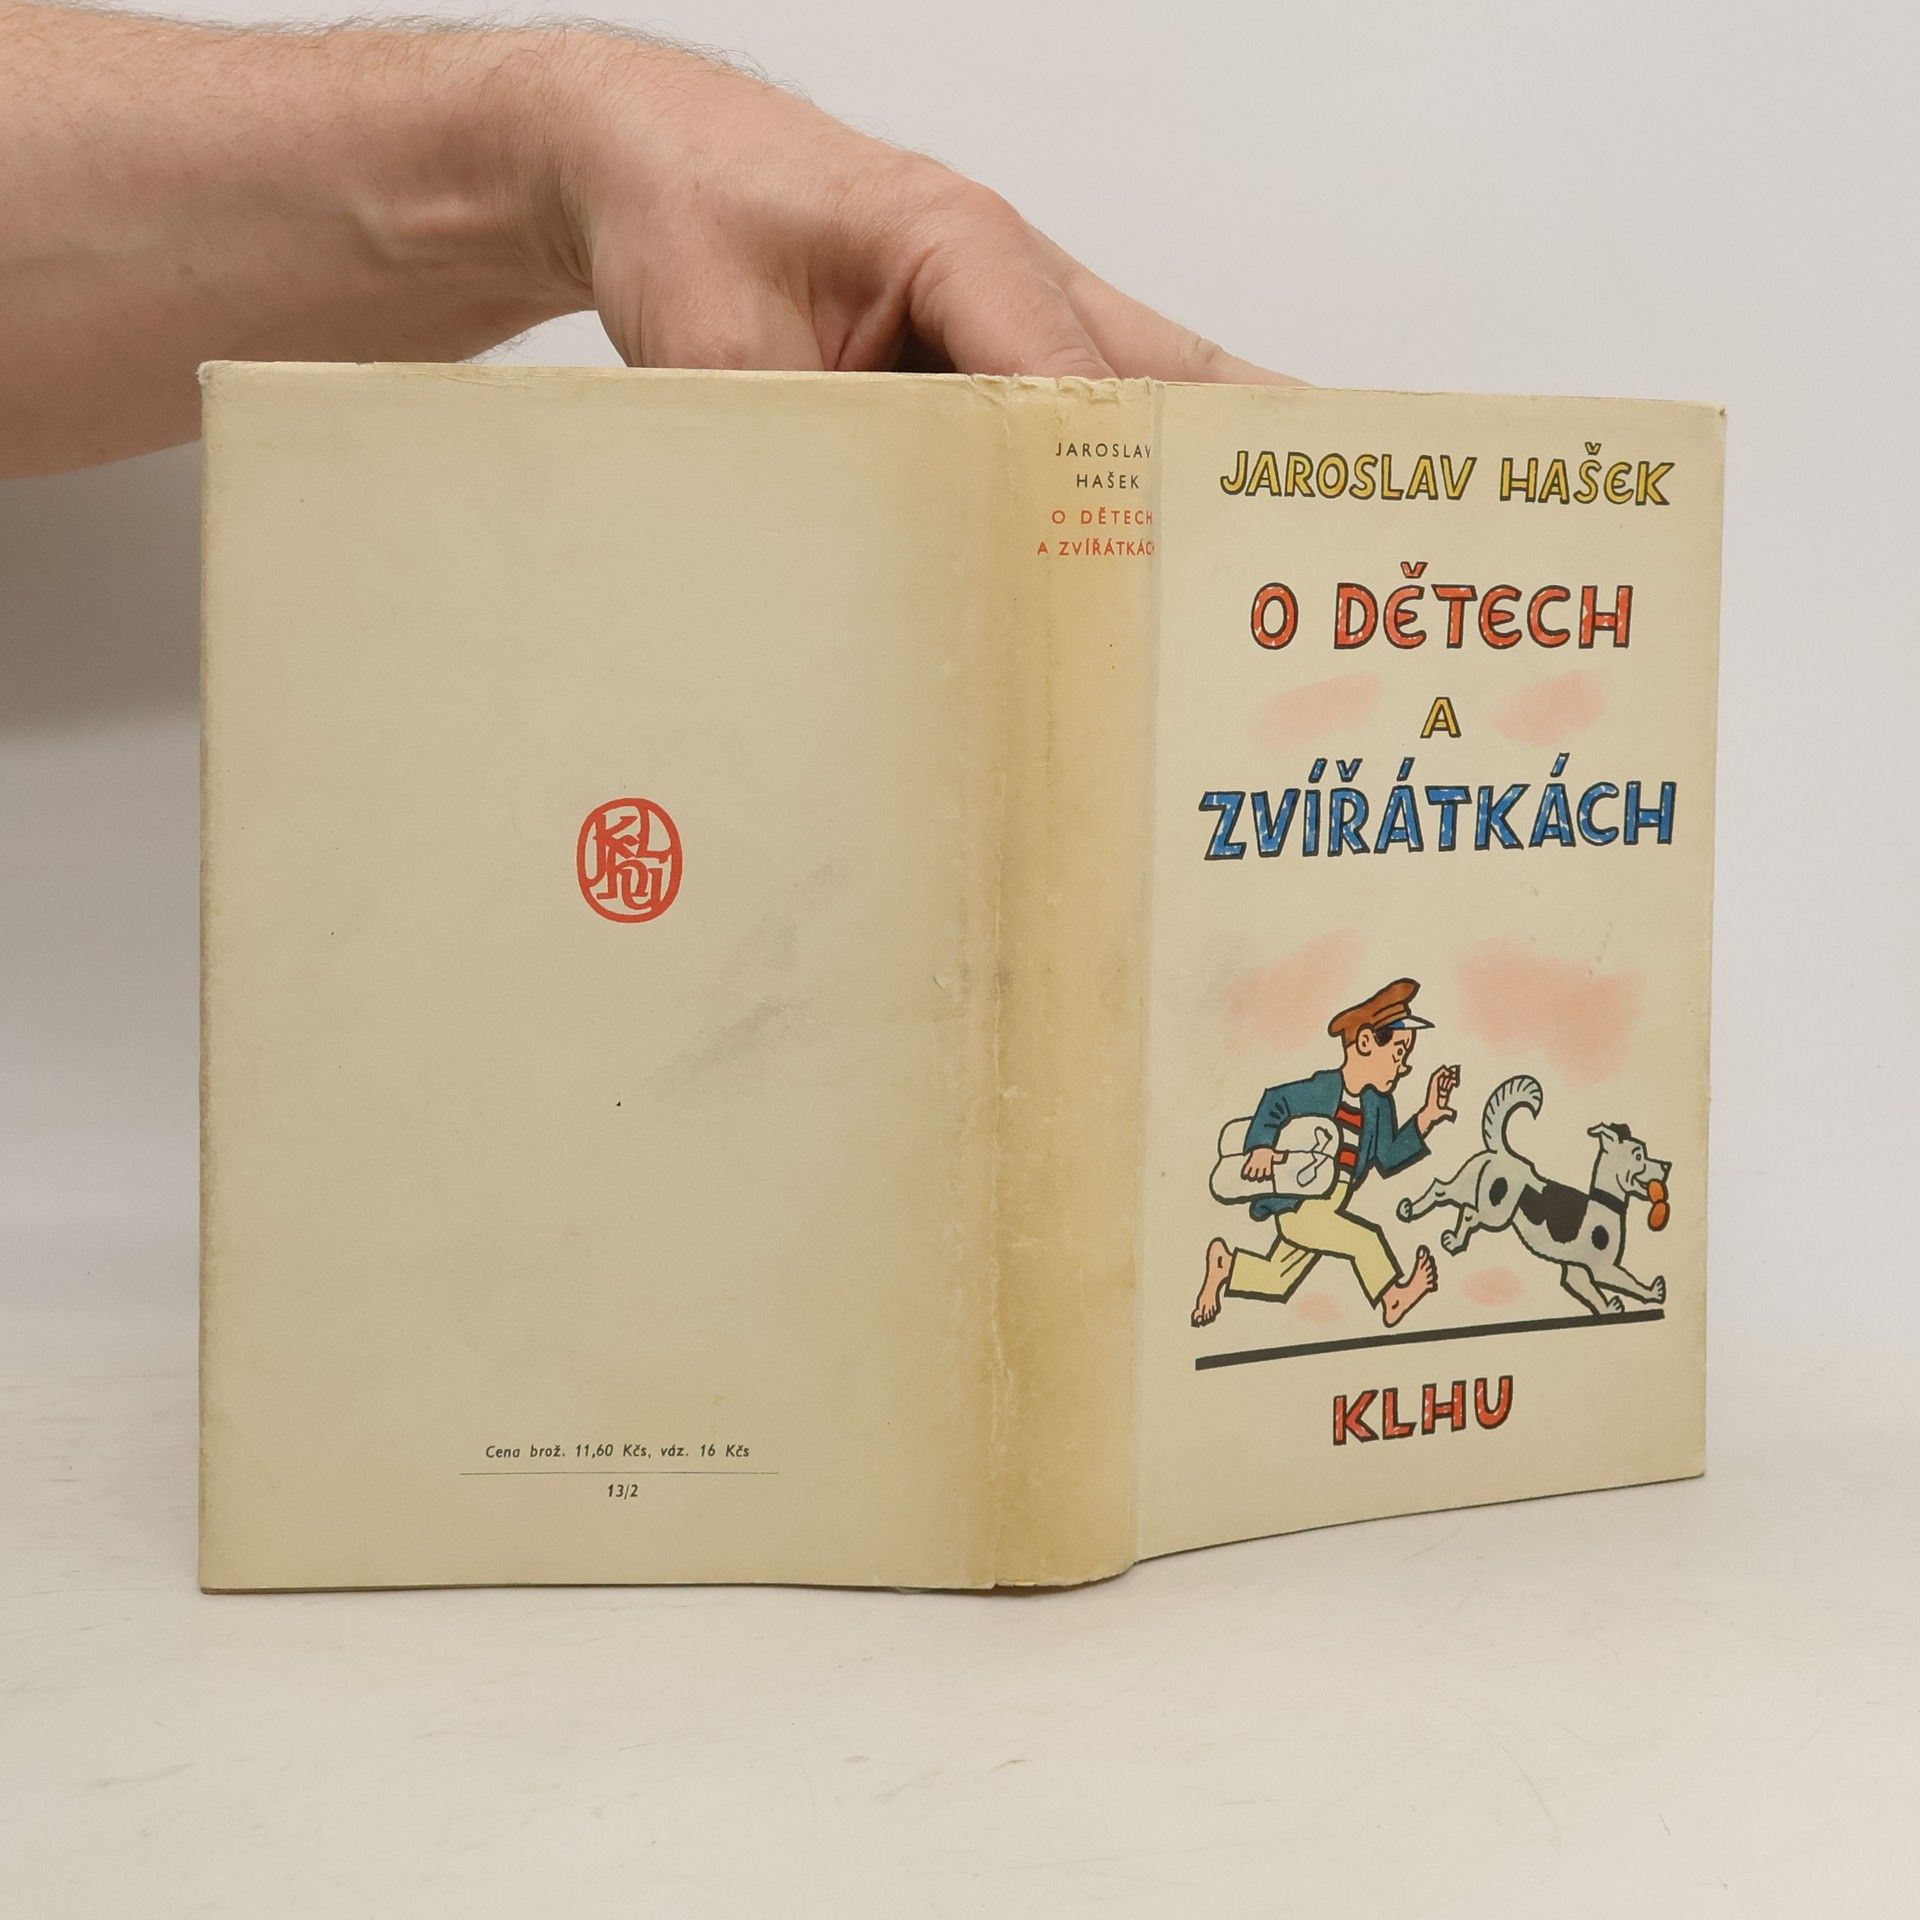 JAROSLAV HAŠEK
O DĚTECH
A
ZVÍŘÁTKÁCH
KLHU
JAROSLAV
HAŠEK
O DĚTECH
A ZVÍŘÁTKÁCH
KLHU
Cena brož. 11,60 Kčs, váz. 16 Kčs
13/2